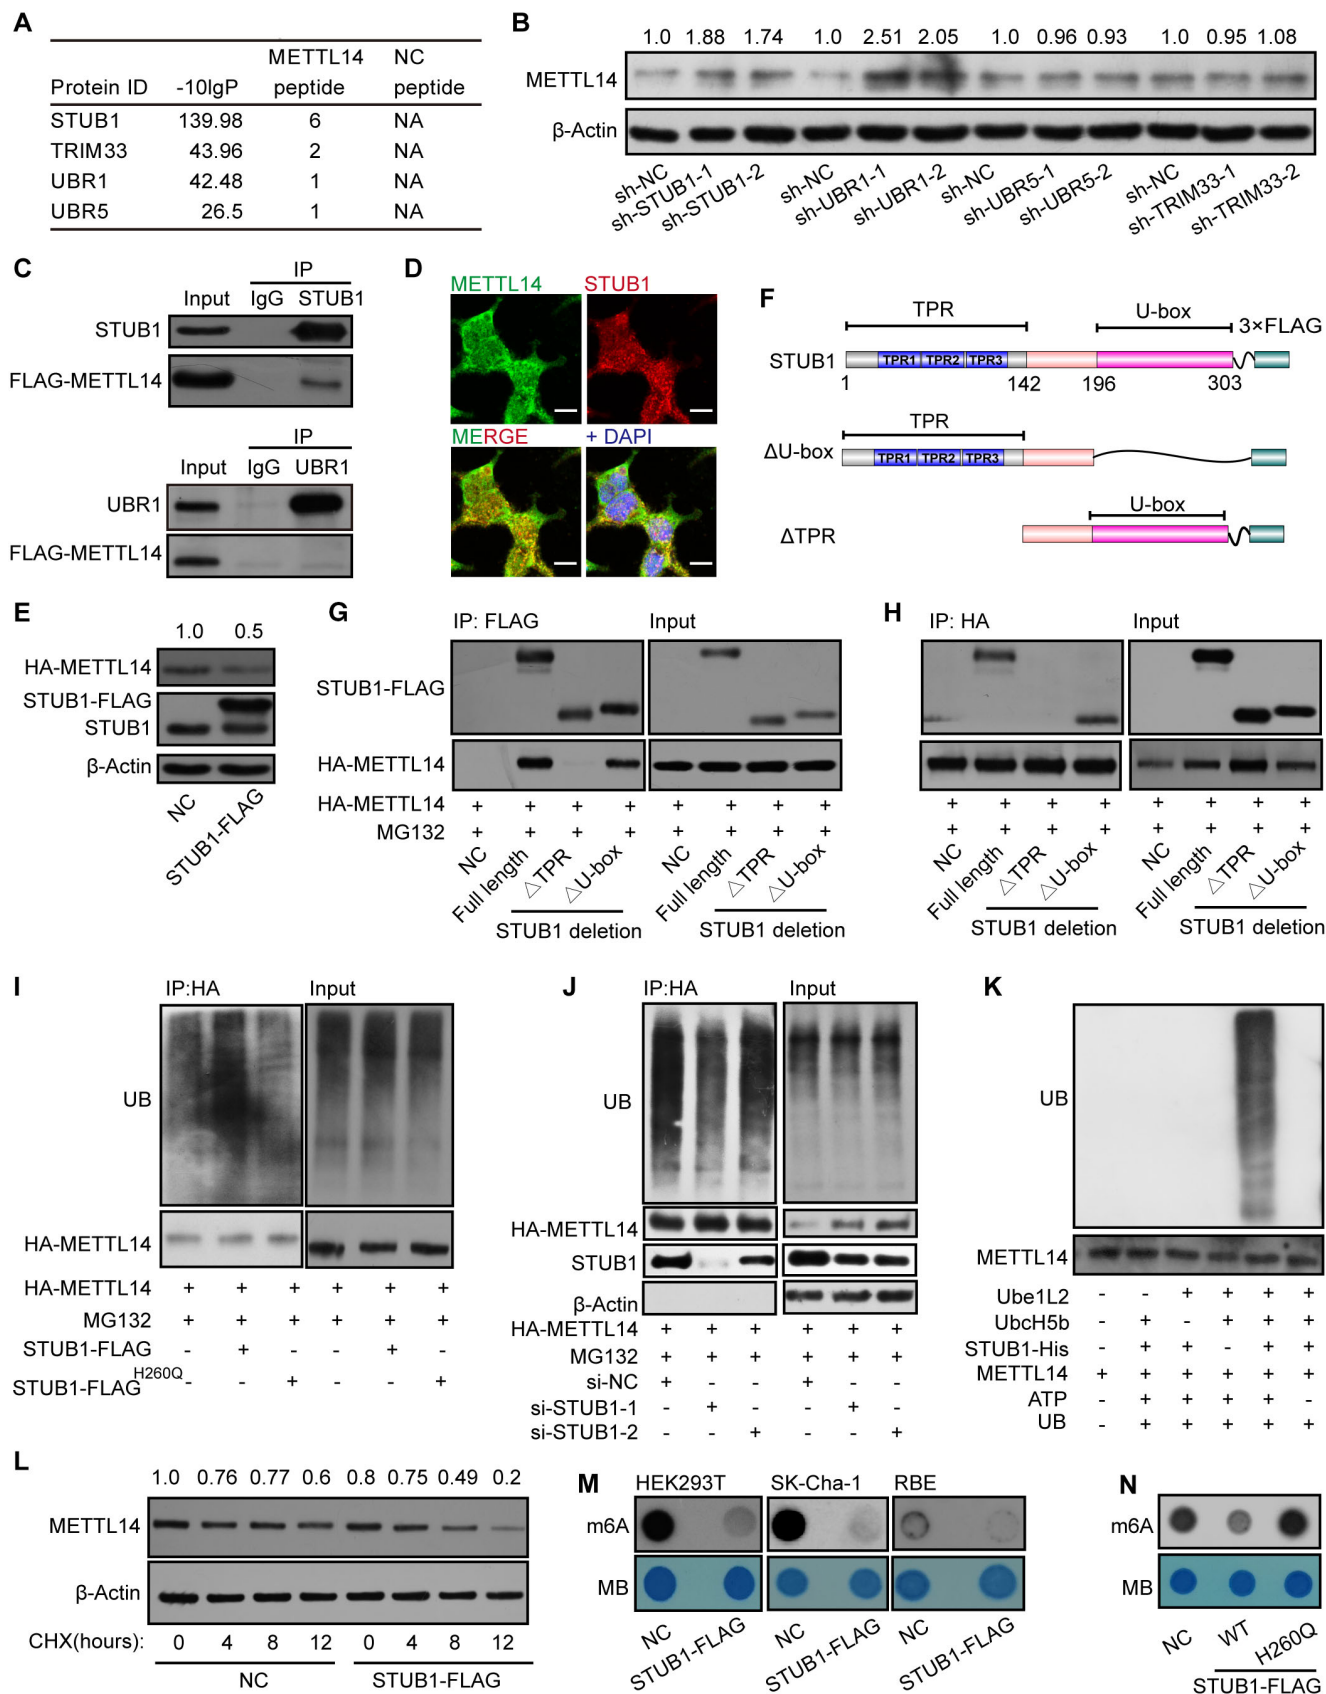 A
METTL14 NC
Protein ID -10lgP peptide peptide
STUB1 139.98 6 NA
TRIM33 43.96 2 NA
UBR1 42.48 1 NA
UBR5 26.5 1 NA
B
1.0 1.88 1.74 1.0 2.51 2.05 1.0 0.96 0.93 1.0 0.95 1.08
METTL14
β-Actin
sh-NC sh-STUB1-1 sh-STUB1-2 sh-NC sh-UBR1-1 sh-UBR1-2 sh-NC sh-UBR5-1 sh-UBR5-2 sh-NC sh-TRIM33-1 sh-TRIM33-2
C
IP
Input IgG STUB1
STUB1
FLAG-METTL14
IP
Input IgG UBR1
UBR1
FLAG-METTL14
D
METTL14 STUB1
MERGE + DAPI
F
TPR U-box 3×FLAG
STUB1 TPR1 TPR2 TPR3
1 142 196 303
TPR
ΔU-box TPR1 TPR2 TPR3
U-box
ΔTPR
E
1.0 0.5
HA-METTL14
STUB1-FLAG
STUB1
β-Actin
NC STUB1-FLAG
G
IP: FLAG Input
STUB1-FLAG
HA-METTL14
HA-METTL14 + + + + + + + +
MG132 + + + + + + + +
NC Full length △TPR △U-box NC Full length △TPR △U-box
STUB1 deletion STUB1 deletion
H
IP: HA Input
+ + + + + + + +
+ + + + + + + +
NC Full length △TPR △U-box NC Full length △TPR △U-box
STUB1 deletion STUB1 deletion
I
IP:HA Input
UB
HA-METTL14
HA-METTL14 + + + + + +
MG132 + + + + + +
STUB1-FLAG - + - - + -
STUB1-FLAG H260Q - - + - - +
J
IP:HA Input
UB
HA-METTL14
STUB1
β-Actin
HA-METTL14 + + + + + +
MG132 + + + + + +
si-NC + - - + - -
si-STUB1-1 - + - - + -
si-STUB1-2 - - + - - +
K
UB
METTL14
Ube1L2 - - + + + +
UbcH5b - + - + + +
STUB1-His - + + - + +
METTL14 + + + + + +
ATP - + + + + -
UB - + + + + +
L
1.0 0.76 0.77 0.6 0.8 0.75 0.49 0.2
METTL14
β-Actin
CHX(hours): 0 4 8 12 0 4 8 12
NC STUB1-FLAG
M
HEK293T SK-Cha-1 RBE
m6A
MB
NC STUB1-FLAG NC STUB1-FLAG NC STUB1-FLAG
N
m6A
MB
NC WT H260Q
STUB1-FLAG